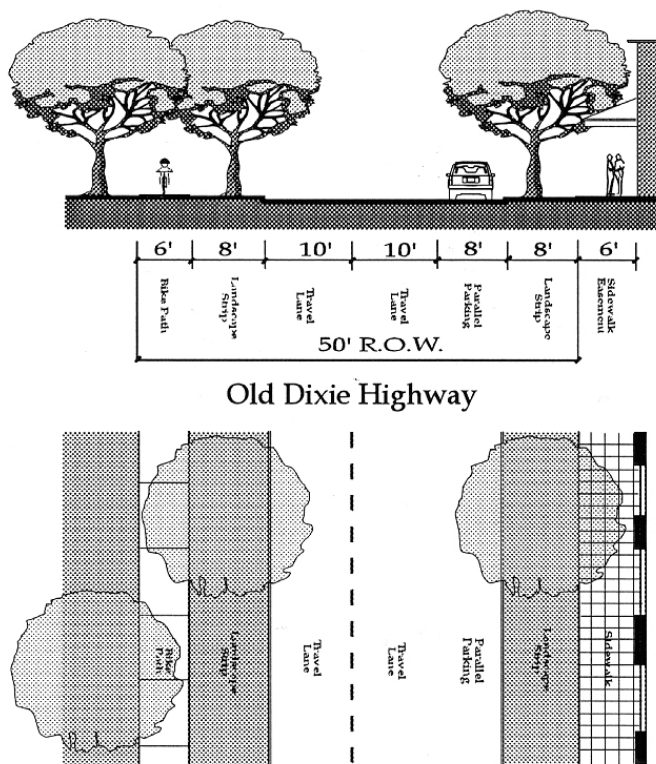 6' 8' 10' 10' 8' 8' 6'
Bike Path
Landscape
Strip
Travel
Lane
Travel
Lane
Parallel
Parking
Landscape
Strip
Sidewalk
Easement
50' R.O.W.
Old Dixie Highway
Bike
Path
Landscape
Strip
Travel
Lane
Travel
Lane
Parallel
Parking
Landscape
Strip
Sidewalk